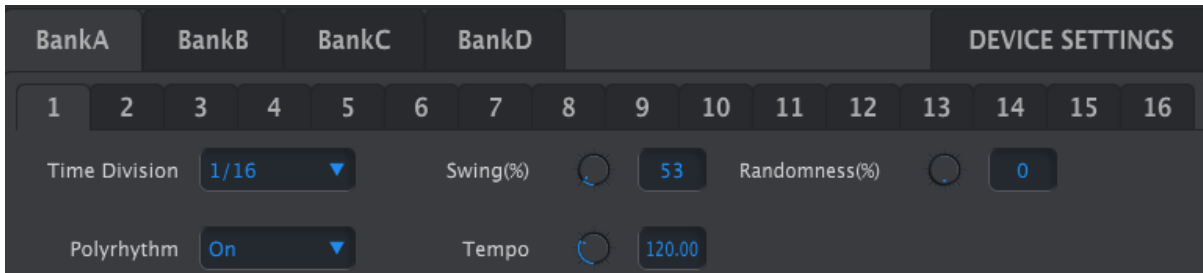 BankA BankB BankC BankD DEVICE SETTINGS
1 2 3 4 5 6 7 8 9 10 11 12 13 14 15 16
Time Division 1/16 Swing(%) 53 Randomness(%) 0
Polyrhythm On Tempo 120.00